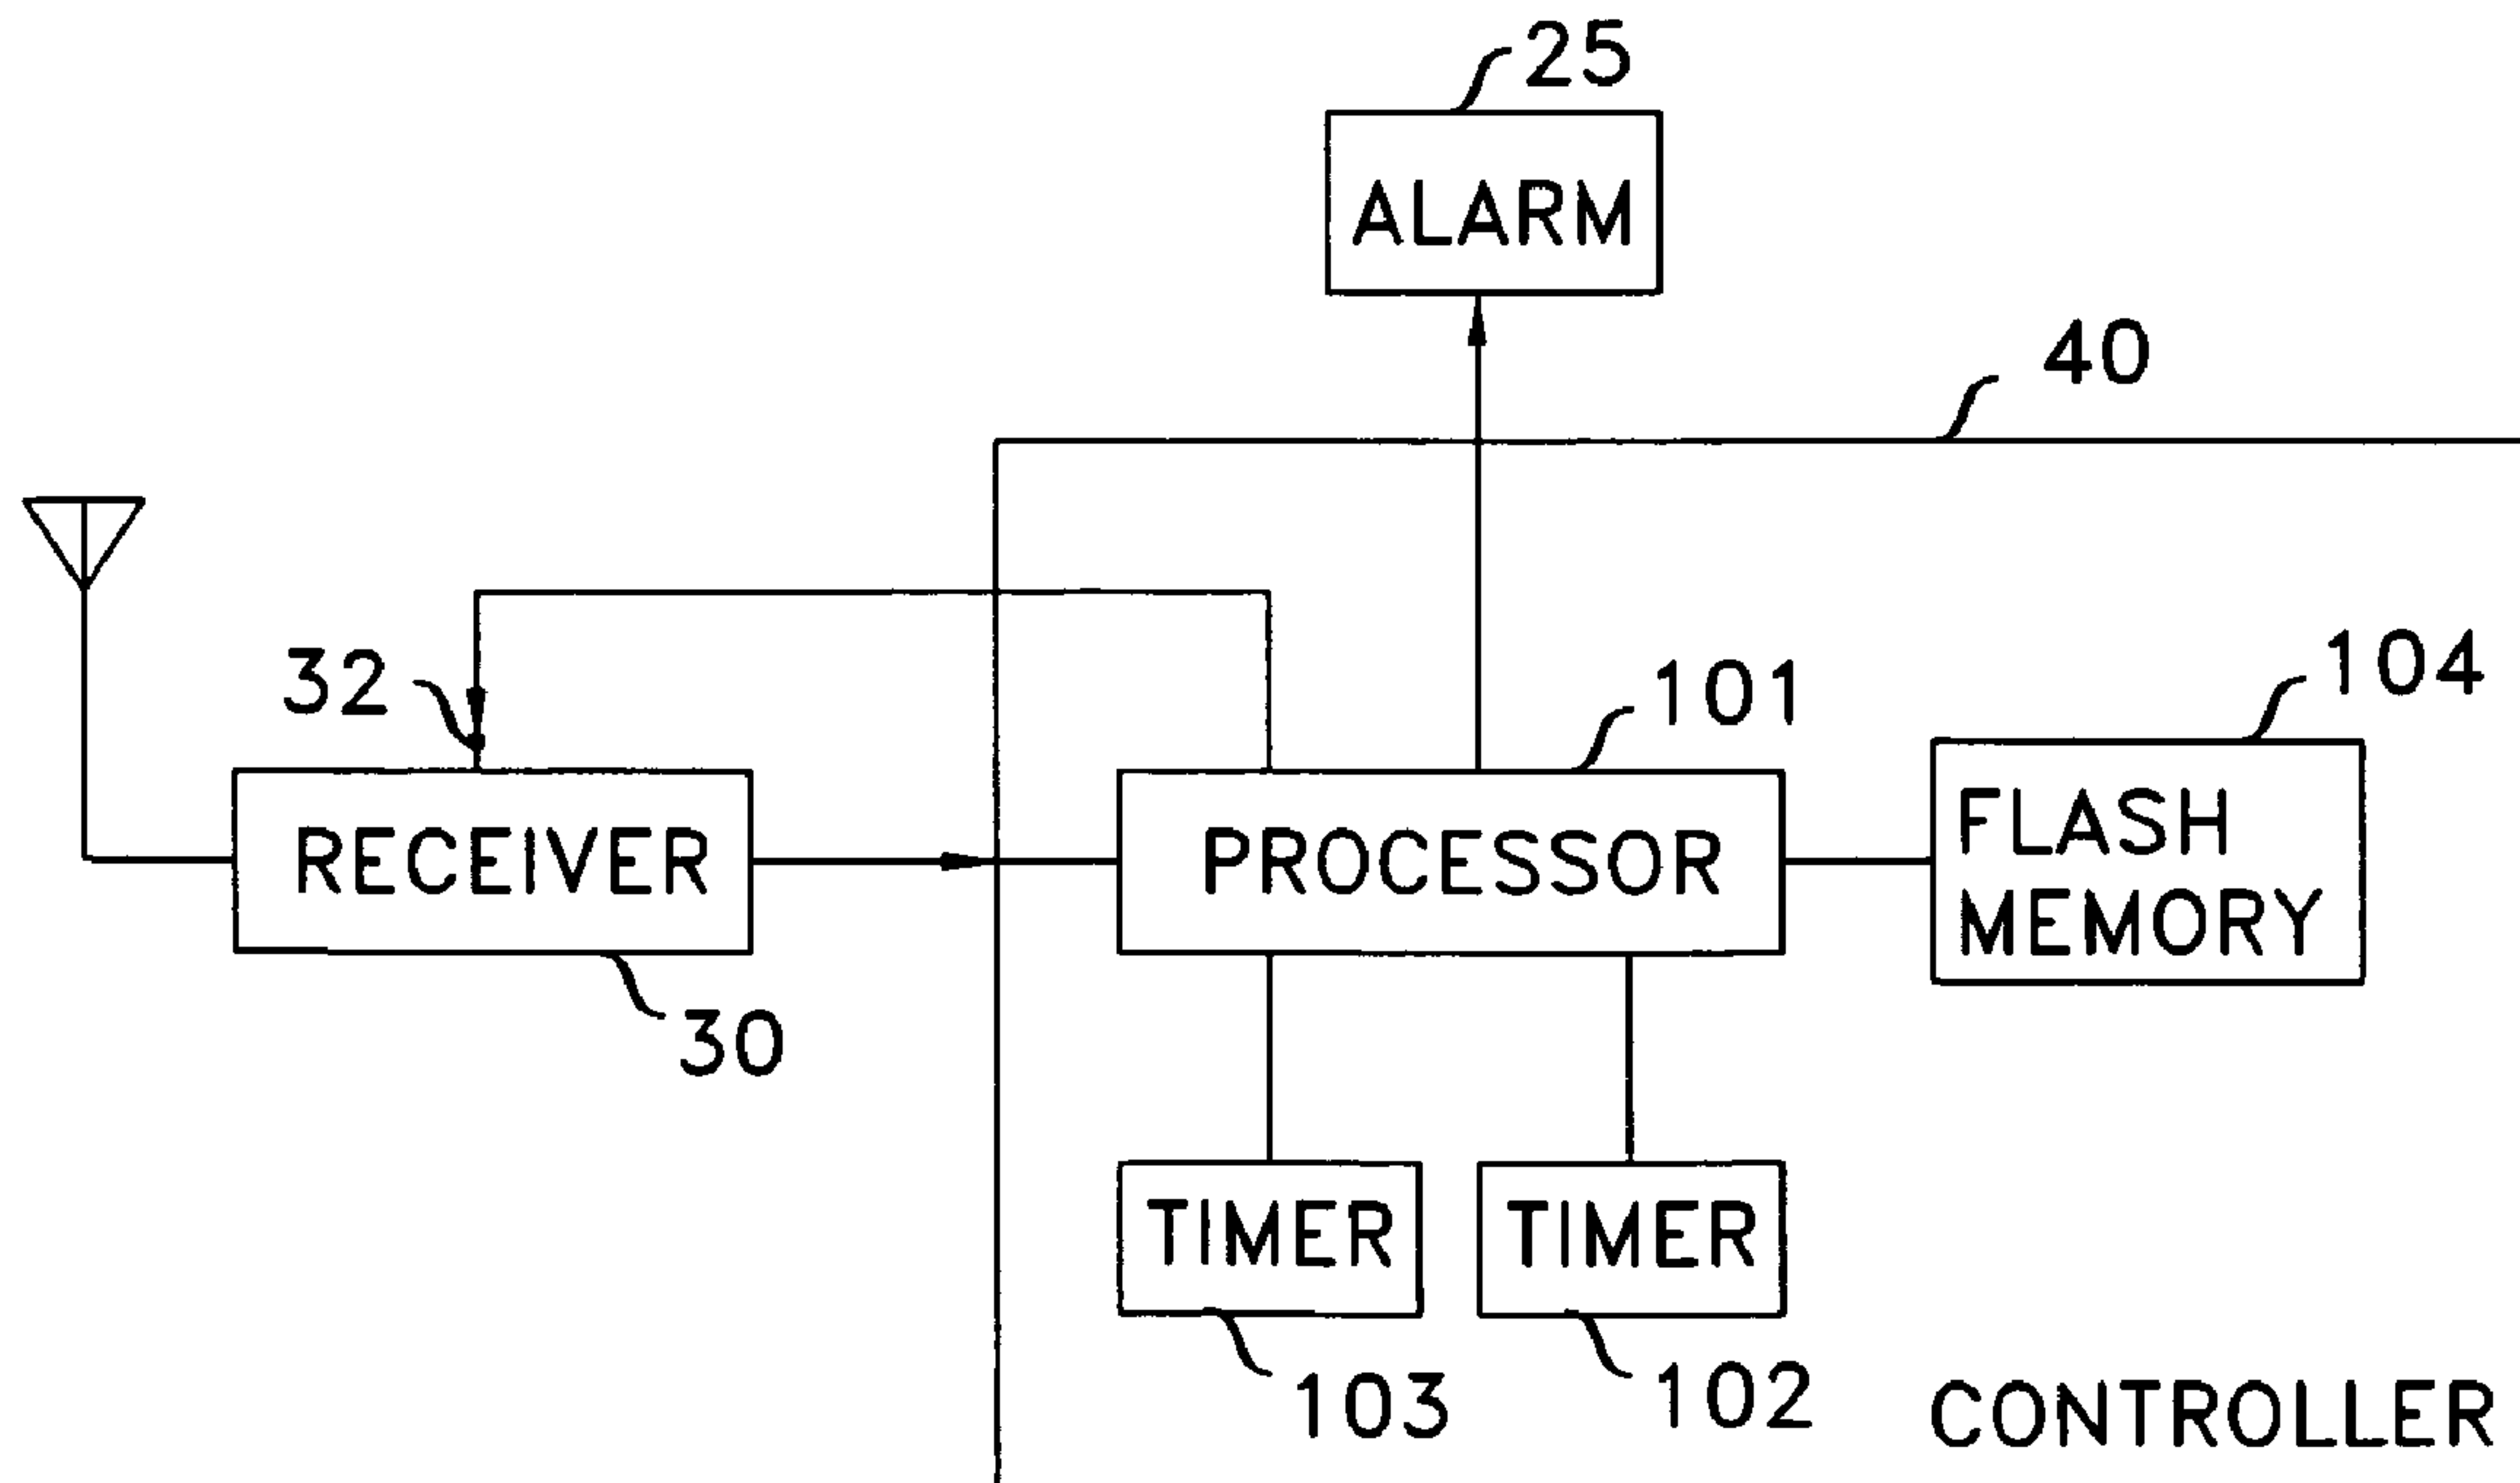 25
ALARM
40
32
101
104
RECEIVER
PROCESSOR
FLASH
MEMORY
30
TIMER
TIMER
103
102
CONTROLLER